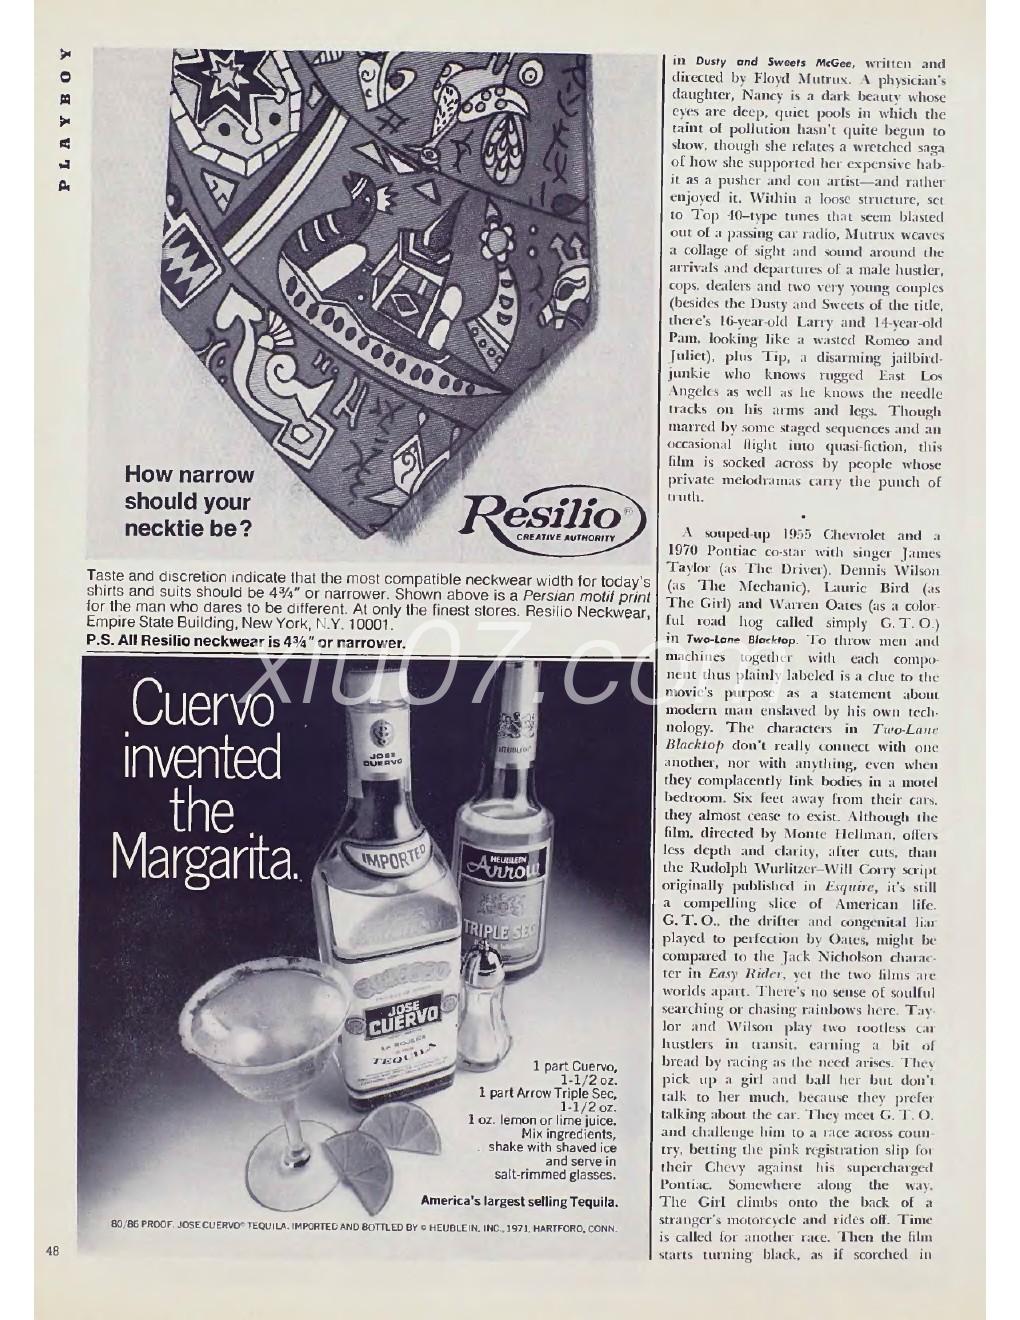 PLAYBOY
How narrow
should your
necktie be?
Resilio®
CREATIVE AUTHORITY
Taste and discretion indicate that the most compatible neckwear width for today's
shirts and suits should be 4¾" or narrower. Shown above is a Persian motif print
for the man who dares to be different. At only the finest stores. Resilio Neckwear,
Empire State Building, New York, N.Y. 10001.
P.S. All Resilio neckwear is 4¾" or narrower.
xiu07.com
Cuervo
invented
the
Margarita.
JOSE
CUERVO
IMPORTED
JOSE
CUERVO
TEQUILA
HEUBLEIN
HEUBLEIN
Arrow
TRIPLE SEC
1 part Cuervo,
1-1/2 oz.
1 part Arrow Triple Sec,
1-1/2 oz.
1 oz. lemon or lime juice.
Mix ingredients,
shake with shaved ice
and serve in
salt-rimmed glasses.
America's largest selling Tequila.
80/86 PROOF. JOSE CUERVO® TEQUILA. IMPORTED AND BOTTLED BY © HEUBLEIN, INC., 1971, HARTFORD, CONN.
48
in Dusty and Sweets McGee, written and
directed by Floyd Mutrux. A physician's
daughter, Nancy is a dark beauty whose
eyes are deep, quiet pools in which the
taint of pollution hasn't quite begun to
show, though she relates a wretched saga
of how she supported her expensive hab-
it as a pusher and con artist—and rather
enjoyed it. Within a loose structure, set
to Top 40–type tunes that seem blasted
out of a passing car radio, Mutrux weaves
a collage of sight and sound around the
arrivals and departures of a male hustler,
cops, dealers and two very young couples
(besides the Dusty and Sweets of the title,
there's 16-year-old Larry and 14-year-old
Pam, looking like a wasted Romeo and
Juliet), plus Tip, a disarming jailbird-
junkie who knows rugged East Los
Angeles as well as he knows the needle
tracks on his arms and legs. Though
marred by some staged sequences and an
occasional flight into quasi-fiction, this
film is socked across by people whose
private melodramas carry the punch of
truth.
•
A souped-up 1955 Chevrolet and a
1970 Pontiac co-star with singer James
Taylor (as The Driver), Dennis Wilson
(as The Mechanic), Laurie Bird (as
The Girl) and Warren Oates (as a color-
ful road hog called simply G. T. O.)
in Two-Lane Blacktop. To throw men and
machines together with each compo-
nent thus plainly labeled is a clue to the
movie's purpose as a statement about
modern man enslaved by his own tech-
nology. The characters in Two-Lane
Blacktop don't really connect with one
another, nor with anything, even when
they complacently link bodies in a motel
bedroom. Six feet away from their cars,
they almost cease to exist. Although the
film, directed by Monte Hellman, offers
less depth and clarity, after cuts, than
the Rudolph Wurlitzer–Will Corry script
originally published in Esquire, it's still
a compelling slice of American life.
G. T. O., the drifter and congenital liar
played to perfection by Oates, might be
compared to the Jack Nicholson charac-
ter in Easy Rider, yet the two films are
worlds apart. There's no sense of soulful
searching or chasing rainbows here. Tay-
lor and Wilson play two rootless car
hustlers in transit, earning a bit of
bread by racing as the need arises. They
pick up a girl and ball her but don't
talk to her much, because they prefer
talking about the car. They meet G. T. O.
and challenge him to a race across coun-
try, betting the pink registration slip for
their Chevy against his supercharged
Pontiac. Somewhere along the way,
The Girl climbs onto the back of a
stranger's motorcycle and rides off. Time
is called for another race. Then the film
starts turning black, as if scorched in